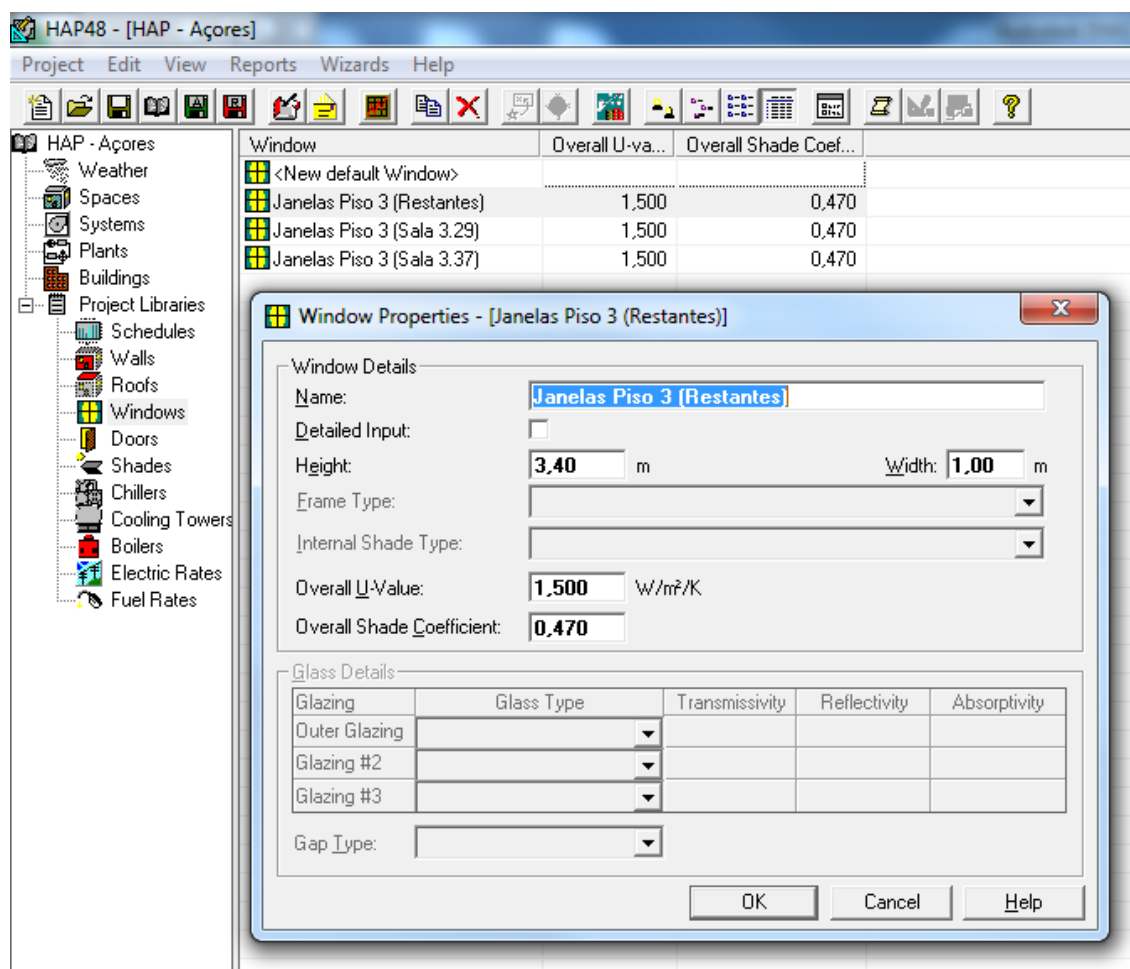 HAP48 - [HAP - Açores]
Project Edit View Reports Wizards Help
HAP - Açores
Weather
Spaces
Systems
Plants
Buildings
Project Libraries
Schedules
Walls
Roofs
Windows
Doors
Shades
Chillers
Cooling Towers
Boilers
Electric Rates
Fuel Rates
Window Overall U-va... Overall Shade Coef...
<New default Window>
Janelas Piso 3 (Restantes) 1,500 0,470
Janelas Piso 3 (Sala 3.29) 1,500 0,470
Janelas Piso 3 (Sala 3.37) 1,500 0,470
Window Properties - [Janelas Piso 3 (Restantes)]
Window Details
Name: Janelas Piso 3 (Restantes)
Detailed Input:
Height: 3,40 m Width: 1,00 m
Frame Type:
Internal Shade Type:
Overall U-Value: 1,500 W/m²/K
Overall Shade Coefficient: 0,470
Glass Details
Glazing Glass Type Transmissivity Reflectivity Absorptivity
Outer Glazing
Glazing #2
Glazing #3
Gap Type:
OK Cancel Help